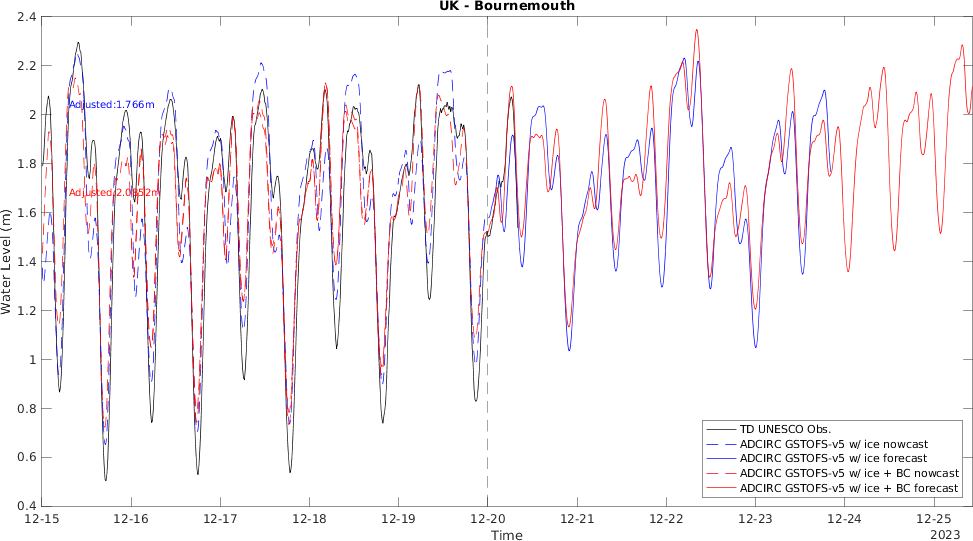 UK - Bournemouth
2.4
2.2
2
1.8
1.6
1.4
1.2
1
0.8
0.6
0.4
Water Level (m)
Adjusted:1.766m
TD UNESCO Obs.
ADCIRC GSTOFS-v5 w/ ice nowcast
ADCIRC GSTOFS-v5 w/ ice forecast
ADCIRC GSTOFS-v5 w/ ice + BC nowcast
ADCIRC GSTOFS-v5 w/ ice + BC forecast
12-15
12-16
12-17
12-18
12-19
12-20
12-21
12-22
12-23
12-24
12-25
Time
2023